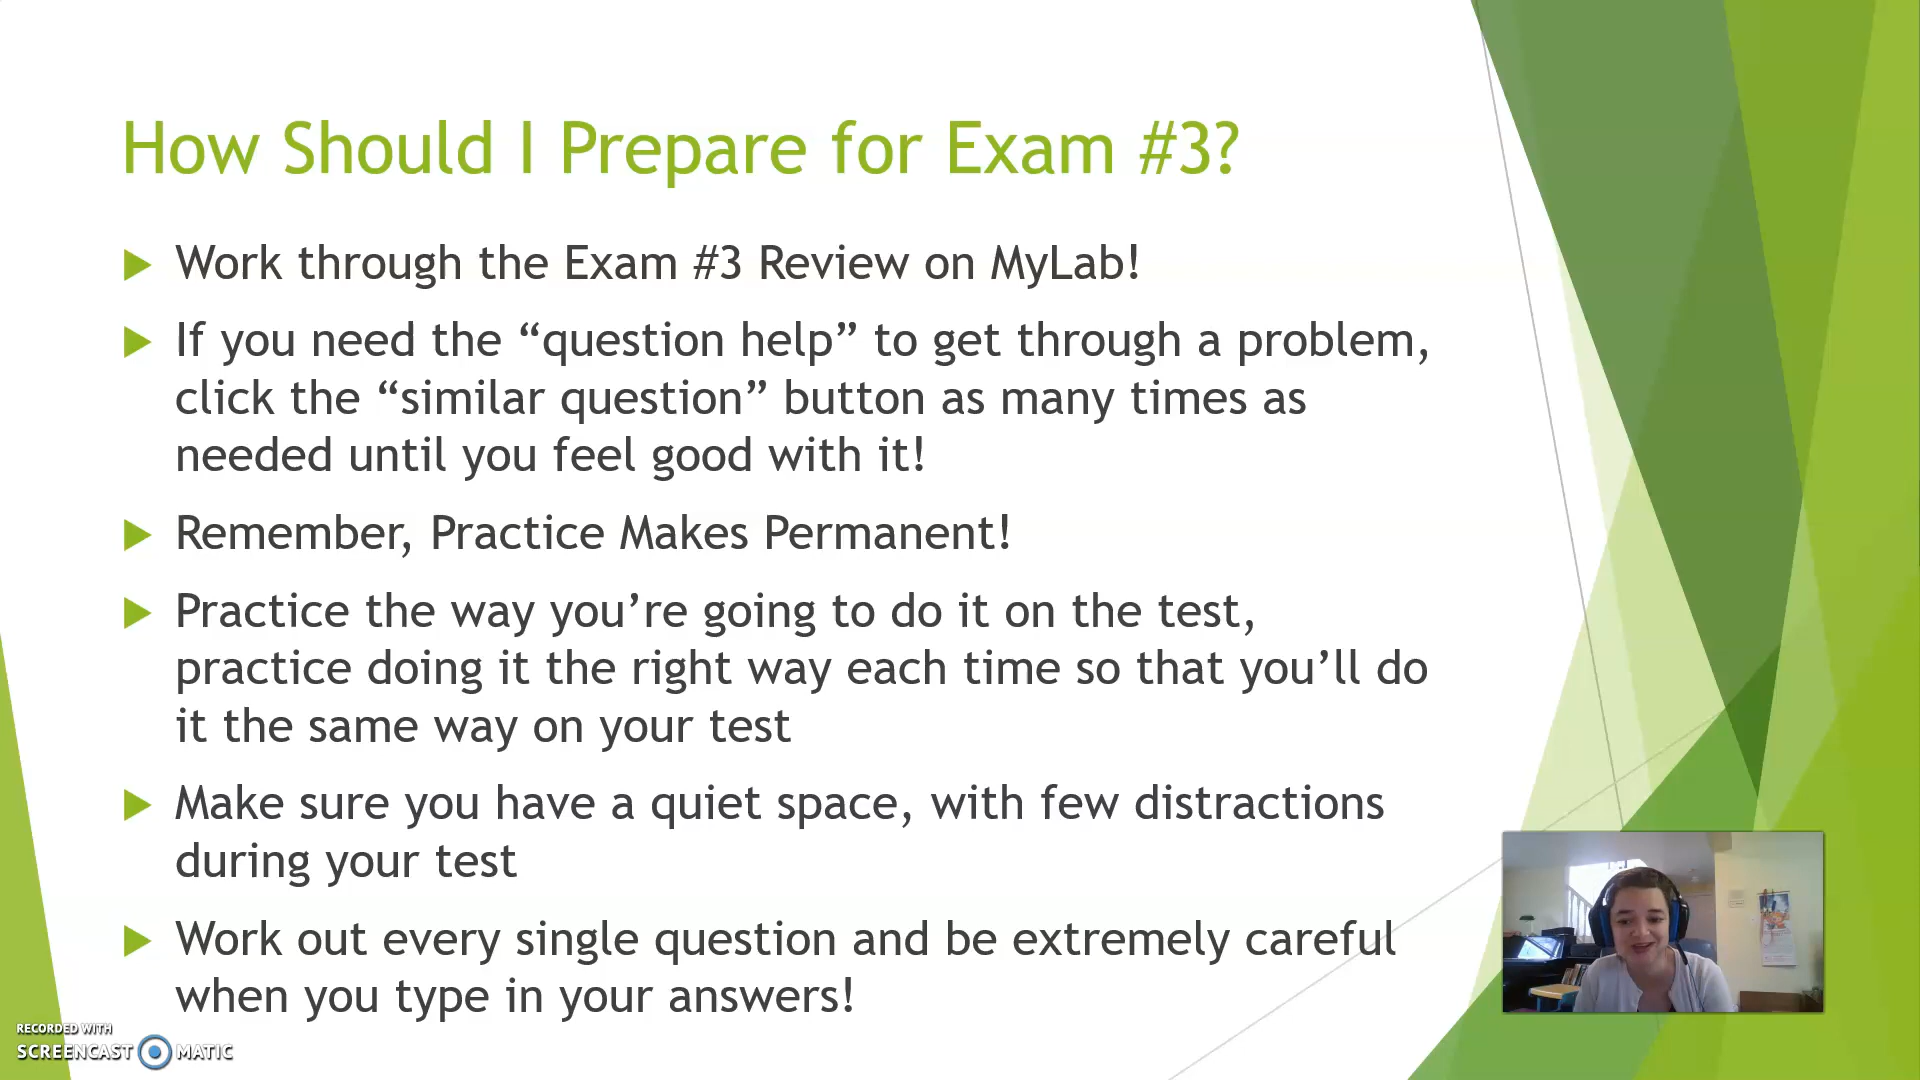 How Should I Prepare for Exam #3?
Work through the Exam #3 Review on MyLab!
If you need the “question help” to get through a problem,
click the “similar question” button as many times as
needed until you feel good with it!
Remember, Practice Makes Permanent!
Practice the way you’re going to do it on the test,
practice doing it the right way each time so that you’ll do
it the same way on your test
Make sure you have a quiet space, with few distractions
during your test
Work out every single question and be extremely careful
when you type in your answers!
RECORDED WITH
SCREENCAST MATIC